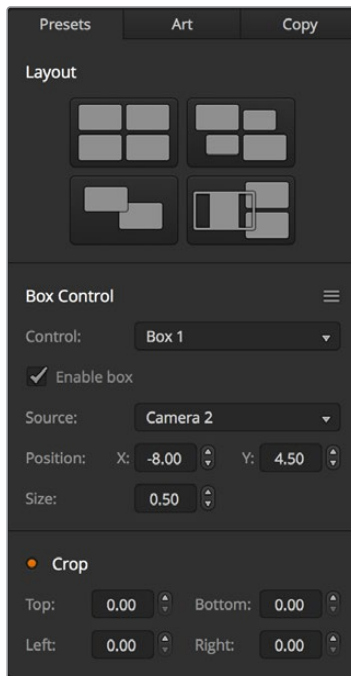 Presets Art Copy
Layout
Box Control
Control: Box 1
Enable box
Source: Camera 2
Position: X: -8.00 Y: 4.50
Size: 0.50
Crop
Top: 0.00 Bottom: 0.00
Left: 0.00 Right: 0.00